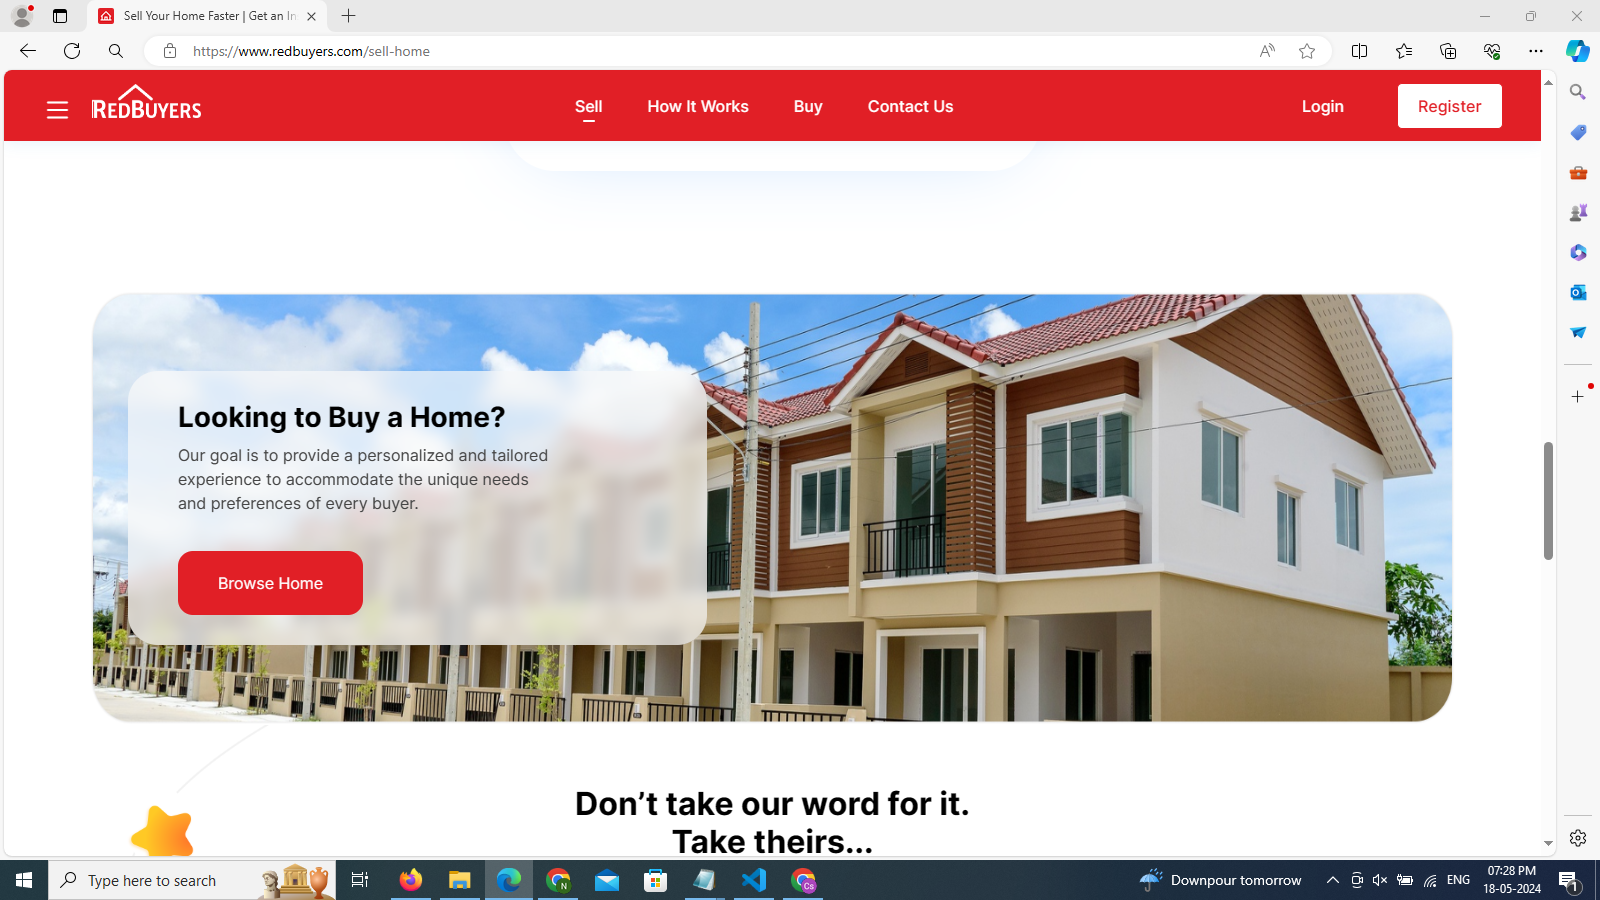 Sell Your Home Faster | Get an In
https://www.redbuyers.com/sell-home
REDBUYERS
Sell
How It Works
Buy
Contact Us
Login
Register
Looking to Buy a Home?
Our goal is to provide a personalized and tailored
experience to accommodate the unique needs
and preferences of every buyer.
Browse Home
Don’t take our word for it.
Take theirs...
Type here to search
N
Cs
Downpour tomorrow
ENG
07:28 PM
18-05-2024
1